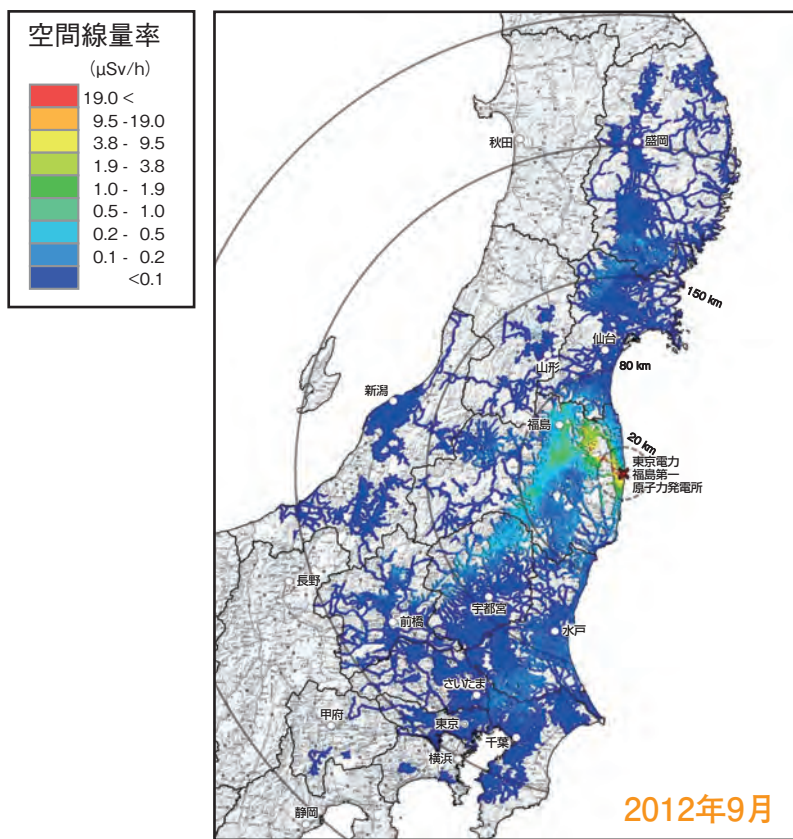 空間線量率
(μSv/h)
19.0 <
9.5 -19.0
3.8 - 9.5
1.9 - 3.8
1.0 - 1.9
0.5 - 1.0
0.2 - 0.5
0.1 - 0.2
<0.1
秋田
盛岡
150 km
仙台
山形
80 km
新潟
福島
20 km
東京電力
福島第一
原子力発電所
長野
宇都宮
前橋
水戸
さいたま
甲府
東京
千葉
横浜
静岡
2012年9月